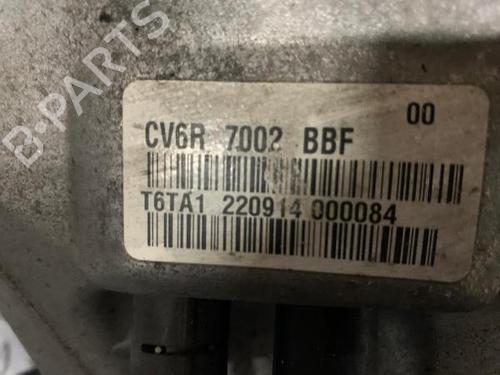 B-PARTS
00
CV6R 7002 BBF
T6TA1 220914 000084